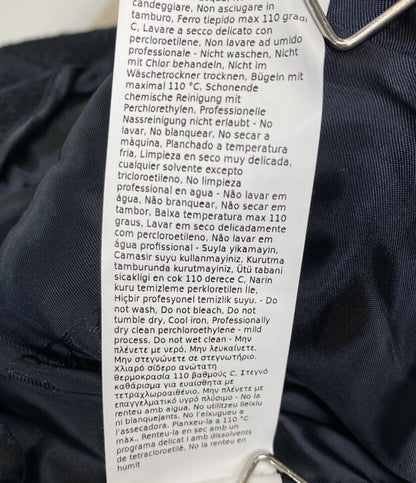 candeggiare, Non asciugare in
tamburo, Ferro tiepido max 110 gradi
C, Lavare a secco delicato con
percloroetilene, Non lavare ad umido
professionale - Nicht waschen, Nicht
mit Chlor behandeln, Nicht im
Wäschetrockner trocknen, Bügeln mit
maximal 110 °C, Schonende
chemische Reinigung mit
Perchlorethylen, Professionelle
Nassreinigung nicht erlaubt - No
lavar, No blanquear, No secar a
màquina, Planchado a temperatura
fria, Limpieza en seco muy delicada,
cualquier solvente excepto
tricloroetileno, No limpieza
professional en agua - Não lavar em
água, Não branquear, Não secar em
tambor, Baixa temperatura max 110
graus, Lavar em seco delicadamente
com percloroetileno, Não lavar em
água profissional - Suyla yikamayin,
Camasir suyu kullanmayiniz, Kurutma
tamburunda kurutmayiniz, Ütü tabani
sicakligi en cok 110 derece C, Narin
kuru temizleme perkloretilen İle,
Hiçbir profesyonel temizlik suyu. - Do
not wash, Do not bleach, Do not
tumble dry, Cool iron, Professionally
dry clean perchloroethylene - mild
process, Do not wet clean - Μην
πλένετε με νερό, Μην λευκαίνετε,
Μην στεγνώνετε σε στεγνωτήριο,
Χλιαρό σίδερο ανώτατη
θερμοκρασία 110 βαθμούς C, Στεγνό
καθάρισμα για ευαίσθητα με
τετραχλωροαιθένιο, Μην πλένετε με
επαγγελματικό υγρό πλύσιμο - No la
renteu amb aigua, No utilitzeu lleixiu
ni blanquejants, No l'eixugueu a
l'assecadora, Planxeu-la a 110 °C
màx., Renteu-la en sec amb un
programa delicat i amb dissolvents
de tetracloroetilè, No la renteu en
humit